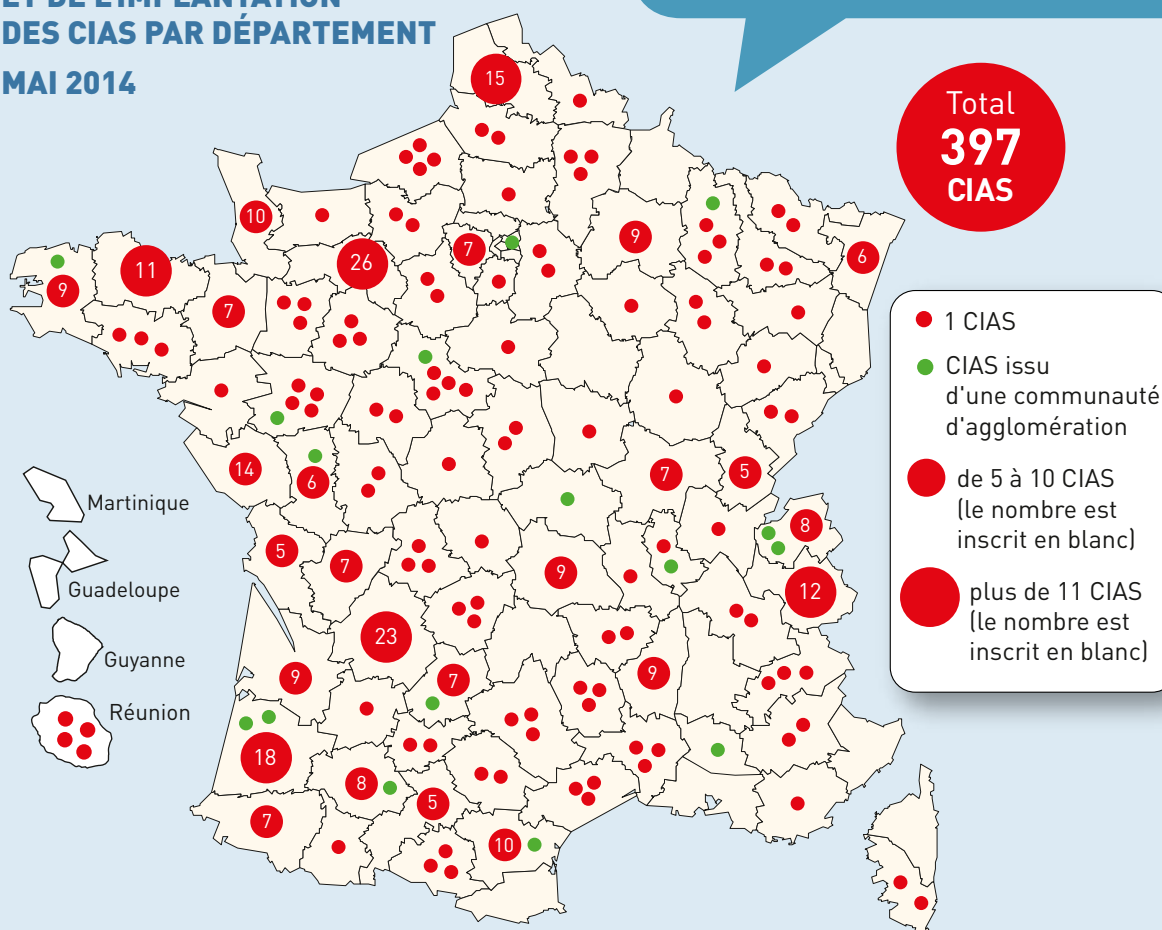 ET DE L'IMPLANTATION
DES CIAS PAR DÉPARTEMENT
MAI 2014
Total
397
CIAS
15
10
11
9
26
7
9
6
7
14
6
7
5
8
5
7
9
12
23
9
7
9
18
8
5
7
10
1 CIAS
CIAS issu
d'une communauté
d'agglomération
de 5 à 10 CIAS
(le nombre est
inscrit en blanc)
plus de 11 CIAS
(le nombre est
inscrit en blanc)
Martinique
Guadeloupe
Guyanne
Réunion